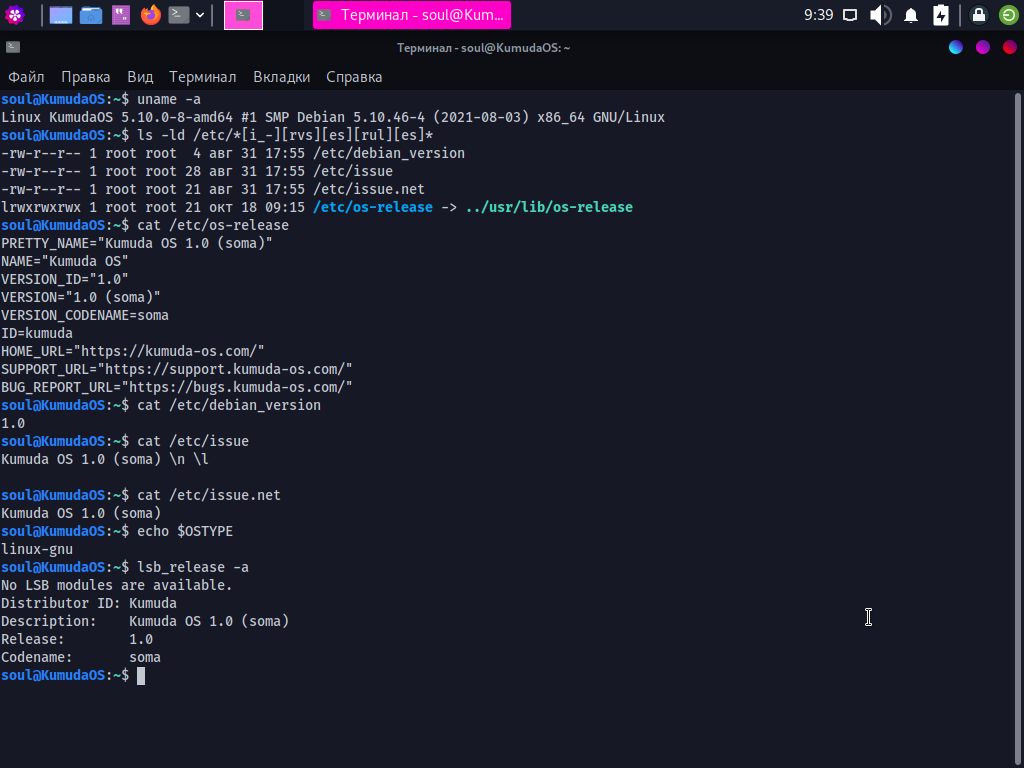 9:39
Терминал - soul@Kum...
Терминал - soul@KumudaOS: ~
Файл Правка Вид Терминал Вкладки Справка
soul@KumudaOS:~$ uname -a
Linux KumudaOS 5.10.0-8-amd64 #1 SMP Debian 5.10.46-4 (2021-08-03) x86_64 GNU/Linux
soul@KumudaOS:~$ ls -ld /etc/*[i_-][rvs][es][rul][es]*
-rw-r--r-- 1 root root  4 авг 31 17:55 /etc/debian_version
-rw-r--r-- 1 root root 28 авг 31 17:55 /etc/issue
-rw-r--r-- 1 root root 21 авг 31 17:55 /etc/issue.net
lrwxrwxrwx 1 root root 21 окт 18 09:15 /etc/os-release -> ../usr/lib/os-release
soul@KumudaOS:~$ cat /etc/os-release
PRETTY_NAME="Kumuda OS 1.0 (soma)"
NAME="Kumuda OS"
VERSION_ID="1.0"
VERSION="1.0 (soma)"
VERSION_CODENAME=soma
ID=kumuda
HOME_URL="https://kumuda-os.com/"
SUPPORT_URL="https://support.kumuda-os.com/"
BUG_REPORT_URL="https://bugs.kumuda-os.com/"
soul@KumudaOS:~$ cat /etc/debian_version
1.0
soul@KumudaOS:~$ cat /etc/issue
Kumuda OS 1.0 (soma) \n \l
soul@KumudaOS:~$ cat /etc/issue.net
Kumuda OS 1.0 (soma)
soul@KumudaOS:~$ echo $OSTYPE
linux-gnu
soul@KumudaOS:~$ lsb_release -a
No LSB modules are available.
Distributor ID: Kumuda
Description:    Kumuda OS 1.0 (soma)
Release:        1.0
Codename:       soma
soul@KumudaOS:~$